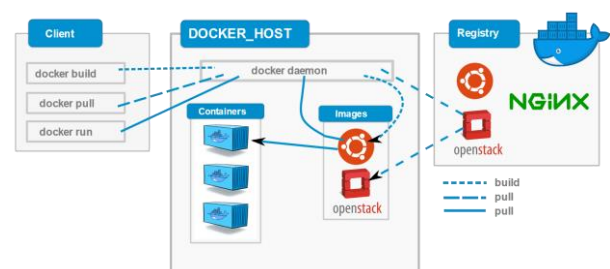 Client
docker build
docker pull
docker run
DOCKER_HOST
docker daemon
Containers
Images
openstack
Registry
NGiNX
openstack
build
pull
pull